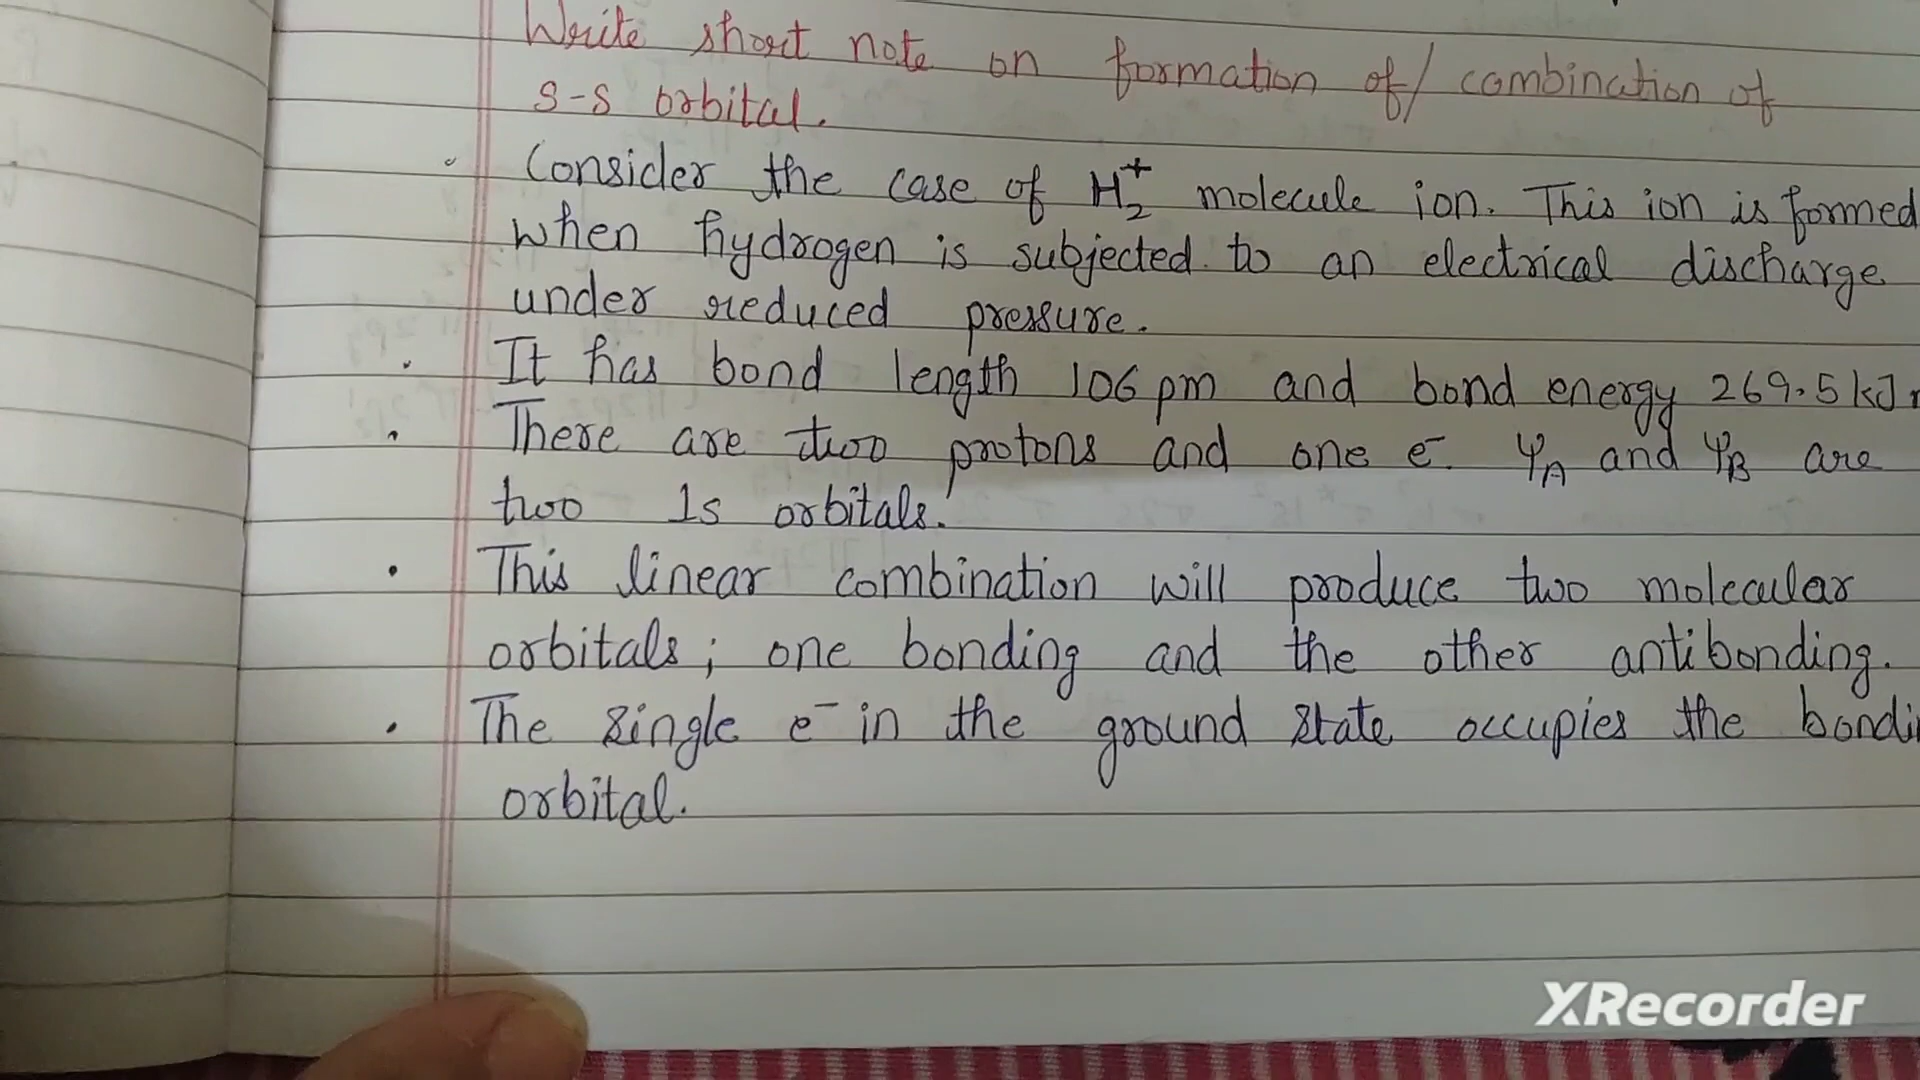 Write short note on formation of/ combination of
s-s orbital.
Consider the case of H₂⁺ molecule ion. This ion is formed
when hydrogen is subjected to an electrical discharge
under reduced pressure.
It has bond length 106 pm and bond energy 269.5 kJ
There are two protons and one e⁻. ψA and ψB are
two 1s orbitals.
This linear combination will produce two molecular
orbitals; one bonding and the other antibonding.
The single e⁻ in the ground state occupies the bondi
orbital.
XRecorder